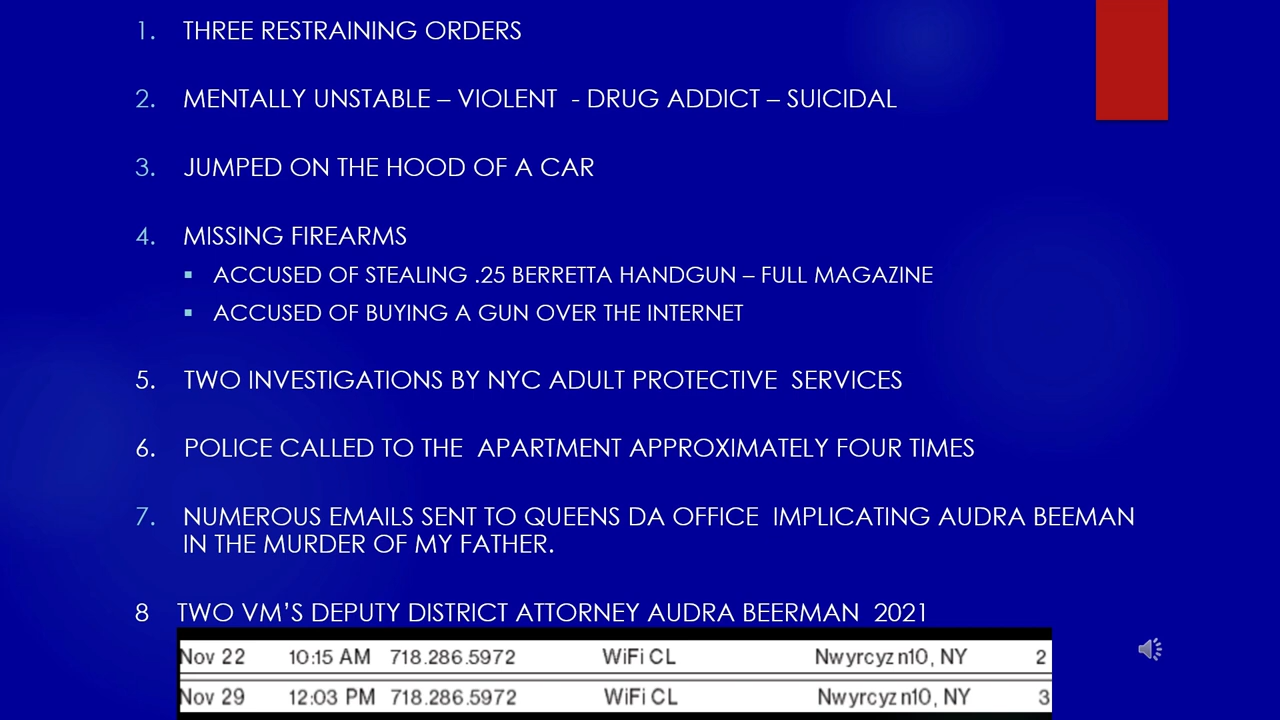 1. THREE RESTRAINING ORDERS
2. MENTALLY UNSTABLE – VIOLENT - DRUG ADDICT – SUICIDAL
3. JUMPED ON THE HOOD OF A CAR
4. MISSING FIREARMS
▪ ACCUSED OF STEALING .25 BERRETTA HANDGUN – FULL MAGAZINE
▪ ACCUSED OF BUYING A GUN OVER THE INTERNET
5. TWO INVESTIGATIONS BY NYC ADULT PROTECTIVE SERVICES
6. POLICE CALLED TO THE APARTMENT APPROXIMATELY FOUR TIMES
7. NUMEROUS EMAILS SENT TO QUEENS DA OFFICE IMPLICATING AUDRA BEEMAN
IN THE MURDER OF MY FATHER.
8 TWO VM'S DEPUTY DISTRICT ATTORNEY AUDRA BEERMAN 2021
Nov 22 10:15 AM 718.286.5972 WiFi CL Nwyrcyzn10, NY 2
Nov 29 12:03 PM 718.286.5972 WiFi CL Nwyrcyzn10, NY 3